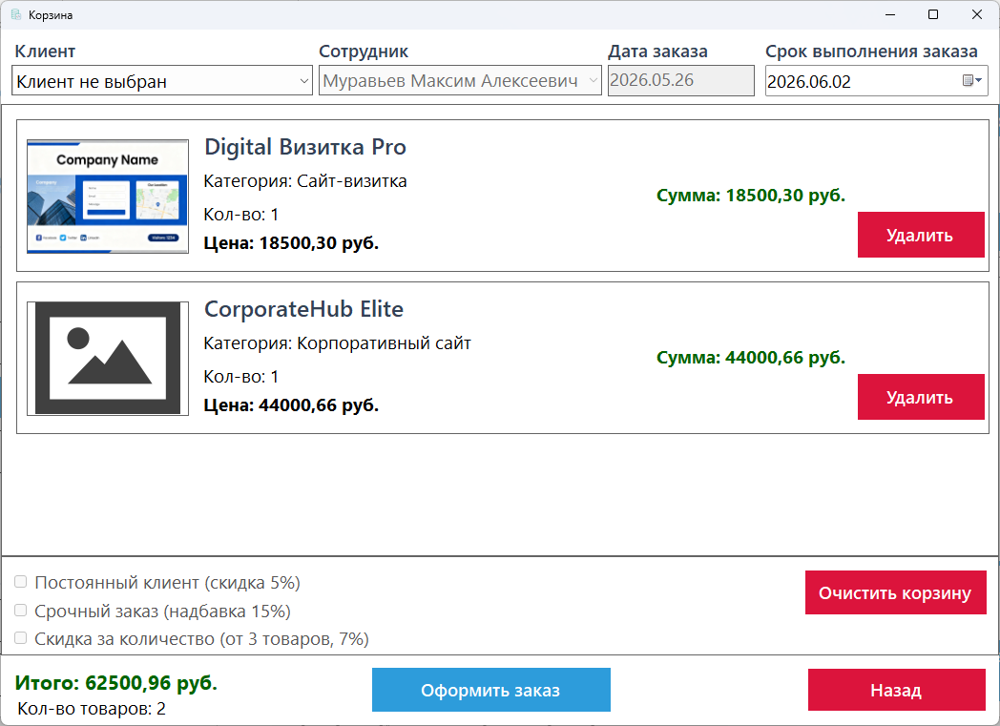 Корзина
Клиент Сотрудник Дата заказа Срок выполнения заказа
Клиент не выбран Муравьев Максим Алексеевич 2026.05.26 2026.06.02
Company Name
Company
Digital Визитка Pro
Категория: Сайт-визитка
Кол-во: 1
Цена: 18500,30 руб.
Сумма: 18500,30 руб.
Удалить
CorporateHub Elite
Категория: Корпоративный сайт
Кол-во: 1
Цена: 44000,66 руб.
Сумма: 44000,66 руб.
Удалить
Постоянный клиент (скидка 5%)
Срочный заказ (надбавка 15%)
Скидка за количество (от 3 товаров, 7%)
Очистить корзину
Итого: 62500,96 руб.
Кол-во товаров: 2
Оформить заказ
Назад